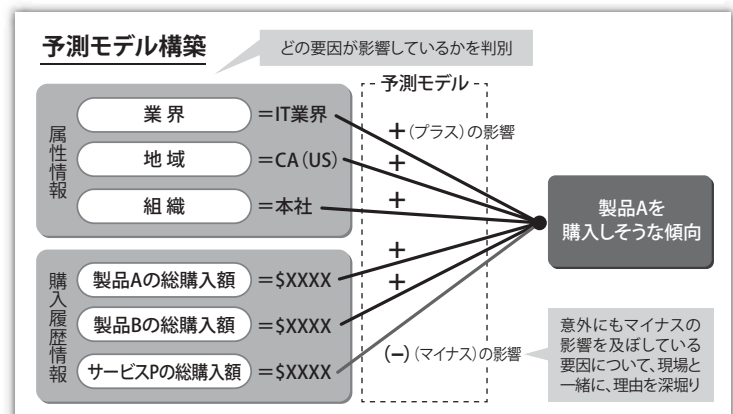 予測モデル構築
どの要因が影響しているかを判別
予測モデル
属性情報
業界
=IT業界
+(プラス)の影響
地域
=CA(US)
+
組織
=本社
+
製品Aを
購入しそうな傾向
購入履歴情報
製品Aの総購入額
=$XXXX
+
製品Bの総購入額
=$XXXX
+
サービスPの総購入額
=$XXXX
(−)(マイナス)の影響
意外にもマイナスの
影響を及ぼしている
要因について、現場と
一緒に、理由を深堀り